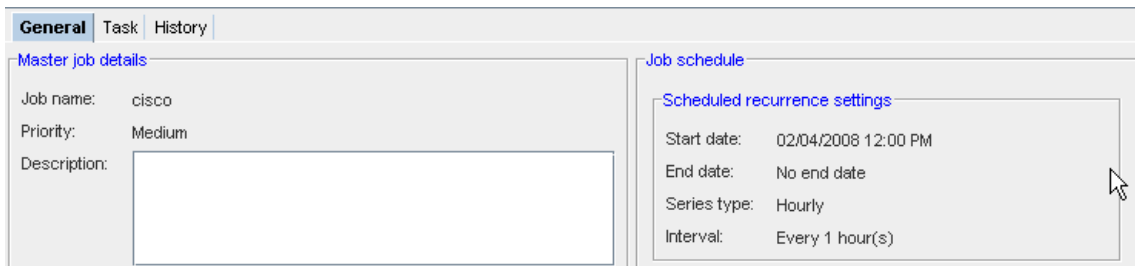 General Task History
Master job details
Job name: cisco
Priority: Medium
Description:
Job schedule
Scheduled recurrence settings
Start date: 02/04/2008 12:00 PM
End date: No end date
Series type: Hourly
Interval: Every 1 hour(s)